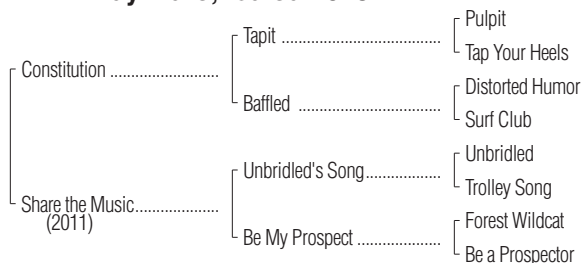 Constitution
Share the Music
(2011)
Tapit
Baffled
Unbridled's Song
Be My Prospect
Pulpit
Tap Your Heels
Distorted Humor
Surf Club
Unbridled
Trolley Song
Forest Wildcat
Be a Prospector